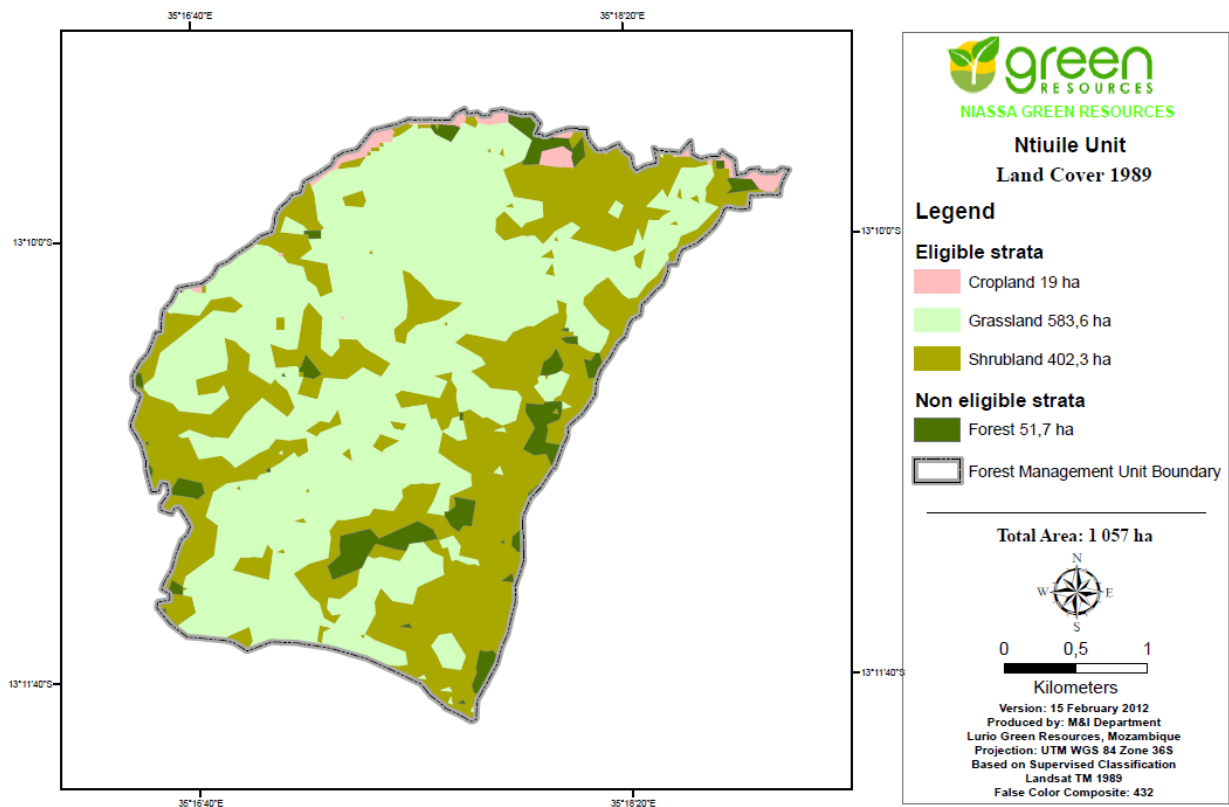 35°16'40"E
35°18'20"E
13°10'0"S
13°10'0"S
13°11'40"S
13°11'40"S
35°16'40"E
35°18'20"E
green
RESOURCES
NIASSA GREEN RESOURCES
Ntiuile Unit
Land Cover 1989
Legend
Eligible strata
Cropland 19 ha
Grassland 583,6 ha
Shrubland 402,3 ha
Non eligible strata
Forest 51,7 ha
Forest Management Unit Boundary
Total Area: 1 057 ha
N
W E
S
0 0,5 1
Kilometers
Version: 15 February 2012
Produced by: M&I Department
Lurio Green Resources, Mozambique
Projection: UTM WGS 84 Zone 36S
Based on Supervised Classification
Landsat TM 1989
False Color Composite: 432